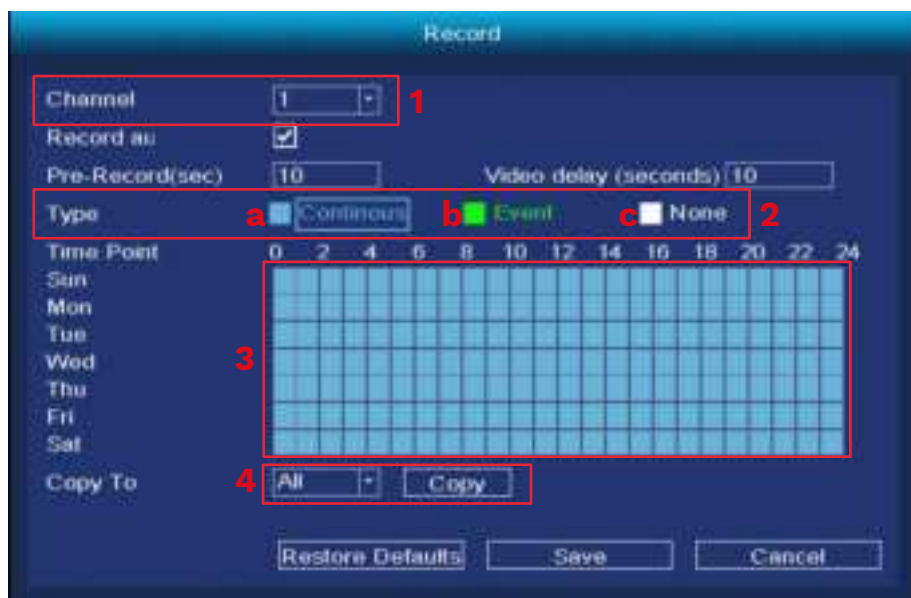 Record
Channel 1 1
Record au
Pre-Record(sec) 10 Video delay (seconds) 10
Type a Continous b Event c None 2
Time Point 0 2 4 6 8 10 12 14 16 18 20 22 24
Sun
Mon
Tue
Wed 3
Thu
Fri
Sat
Copy To 4 All Copy
Restore Defaults Save Cancel